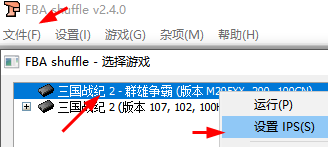 FBA shuffle v2.4.0
文件(F) 设置(I) 游戏(G) 杂项(M) 帮助(H)
FBA shuffle - 选择游戏
三国战纪 2 - 群雄争霸 (版本 M205XX, 200, 100CN)
三国战纪 2 (版本 107, 102, 100H
运行(P)
设置 IPS(S)